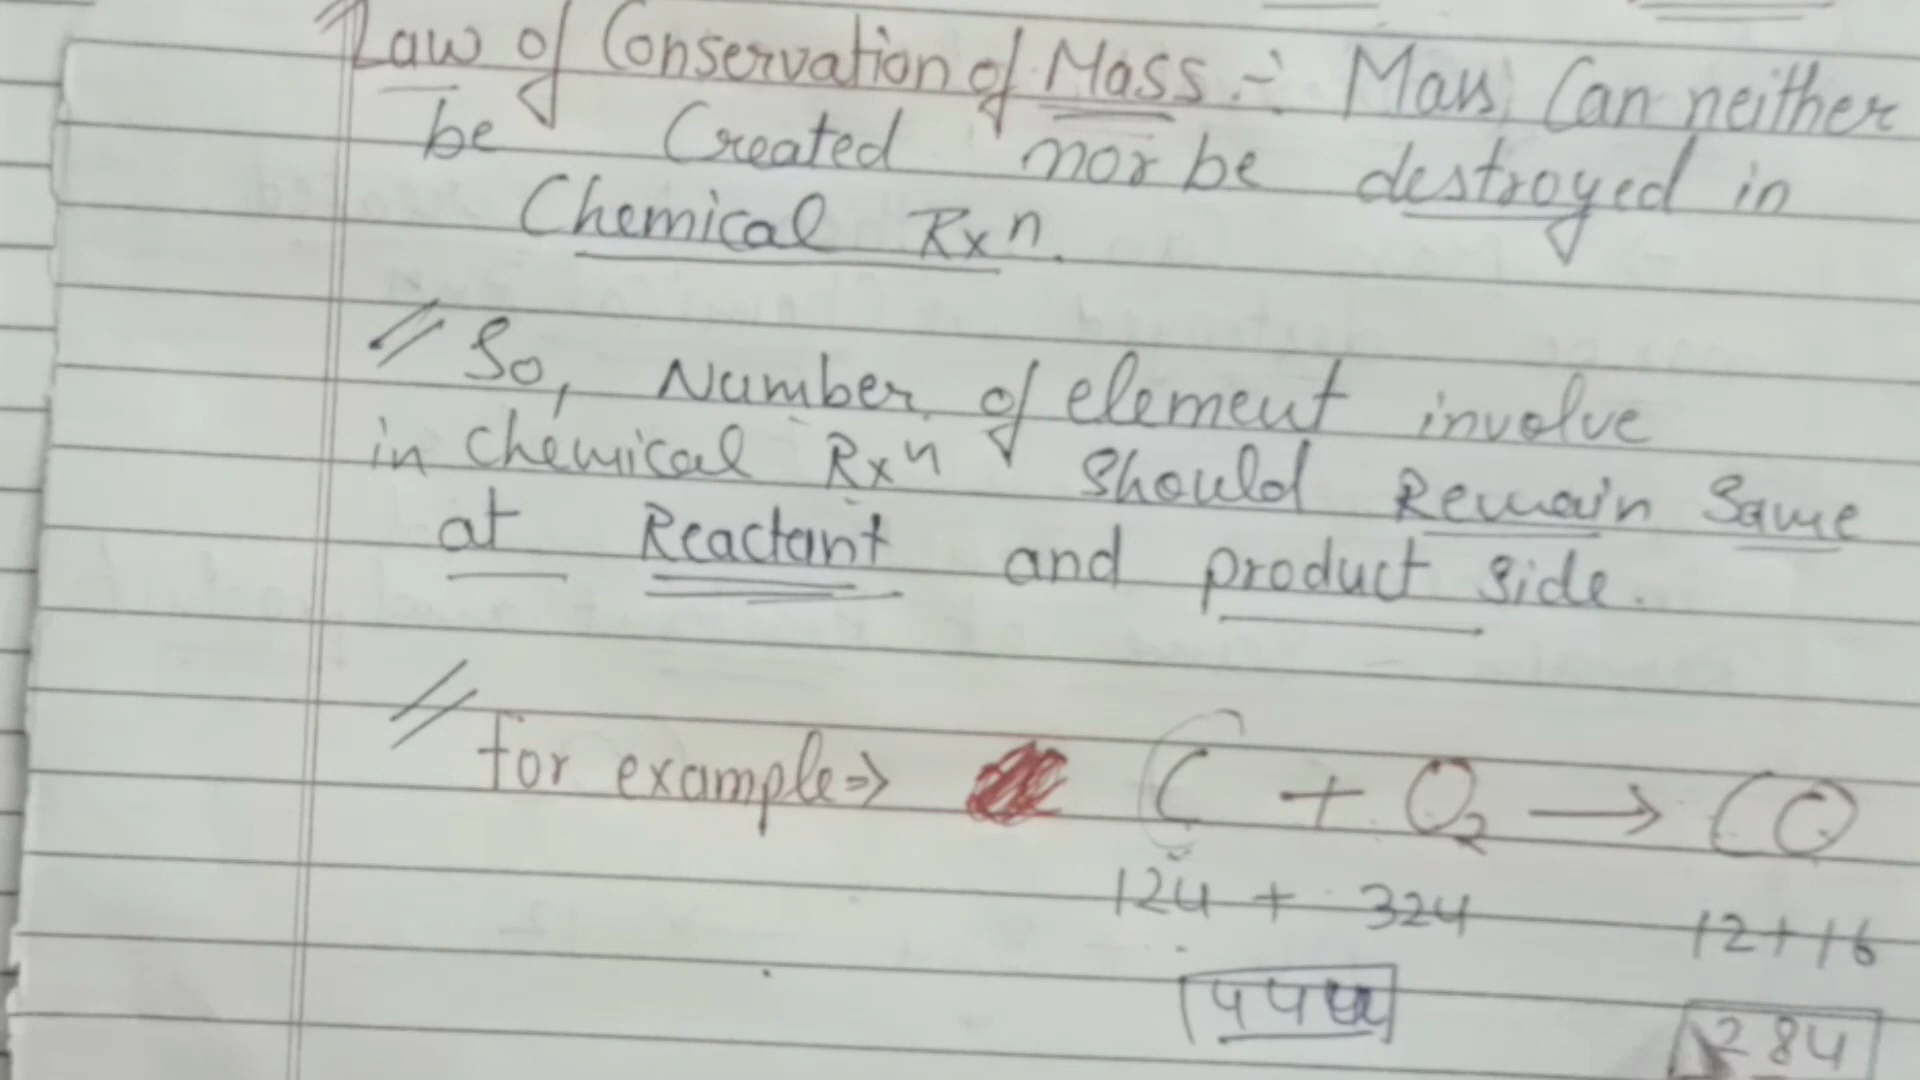 Law of Conservation of Mass :- Mass Can neither
be Created nor be destroyed in
Chemical Rxn.
// So, Number of element involve
in chemical Rxn should Remain Same
at Reactant and product side.
// for example => C + O₂ → CO
12u + 32u 12+16
44u 28u